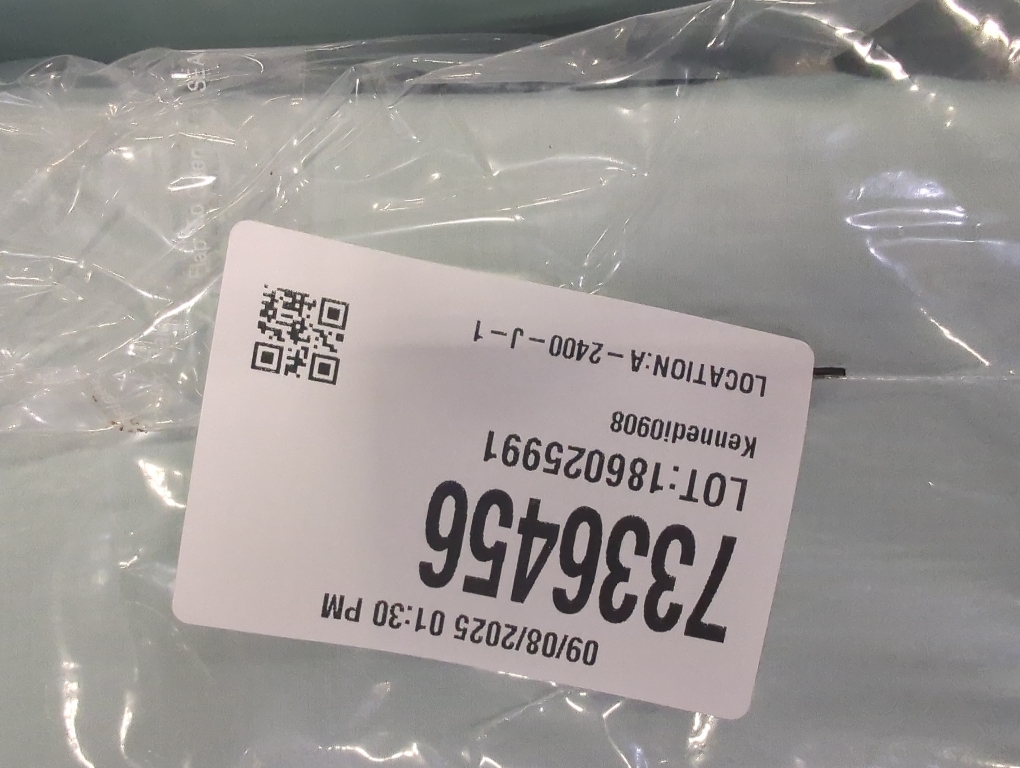 09/08/2025 01:30 PM
7336456
LOT:186025991
Kennedi0908
LOCATION:A – 2400 – J – 1